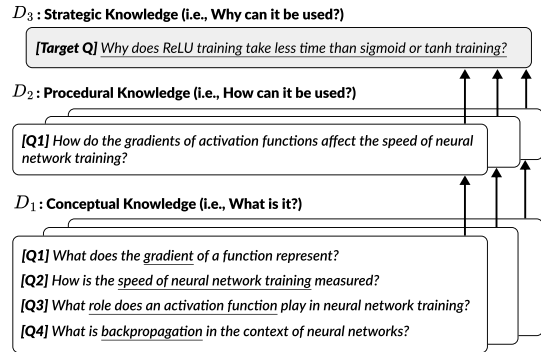 D₃ : Strategic Knowledge (i.e., Why can it be used?)
[Target Q] Why does ReLU training take less time than sigmoid or tanh training?
D₂ : Procedural Knowledge (i.e., How can it be used?)
[Q1] How do the gradients of activation functions affect the speed of neural
network training?
D₁ : Conceptual Knowledge (i.e., What is it?)
[Q1] What does the gradient of a function represent?
[Q2] How is the speed of neural network training measured?
[Q3] What role does an activation function play in neural network training?
[Q4] What is backpropagation in the context of neural networks?